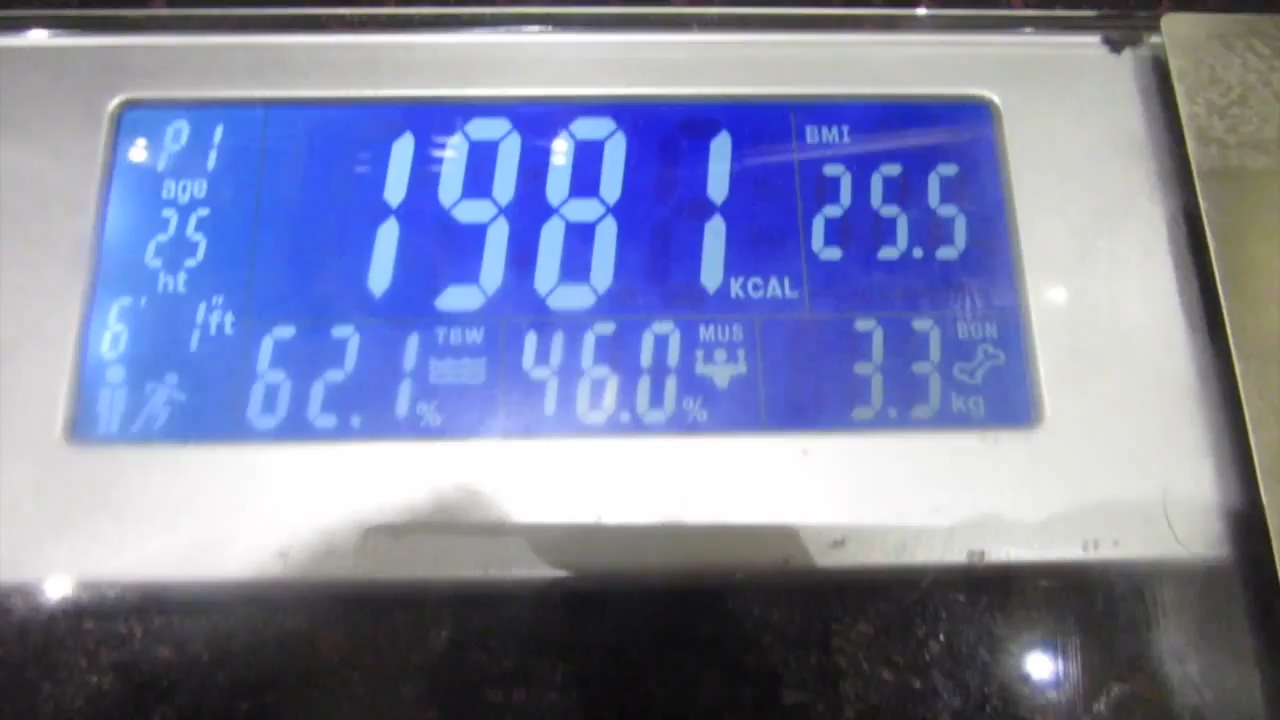 P1
age
25
ht
6' 1"ft
1981 KCAL
BMI
25.5
62.1% TBW
46.0% MUS
3.3 kg BON